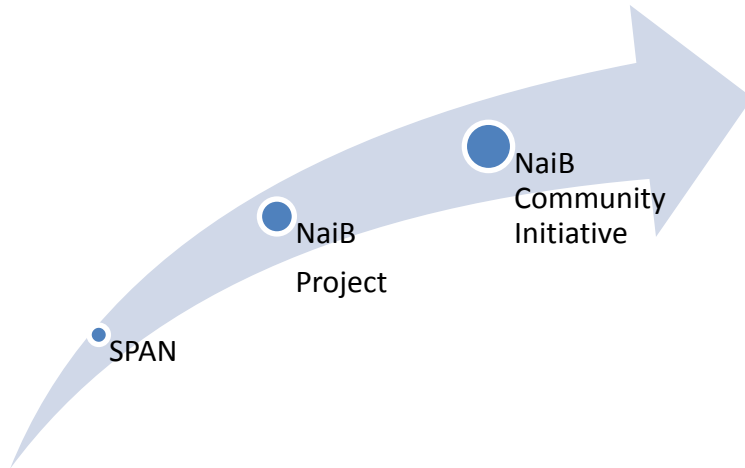 NaiB
Community
Initiative
NaiB
Project
SPAN